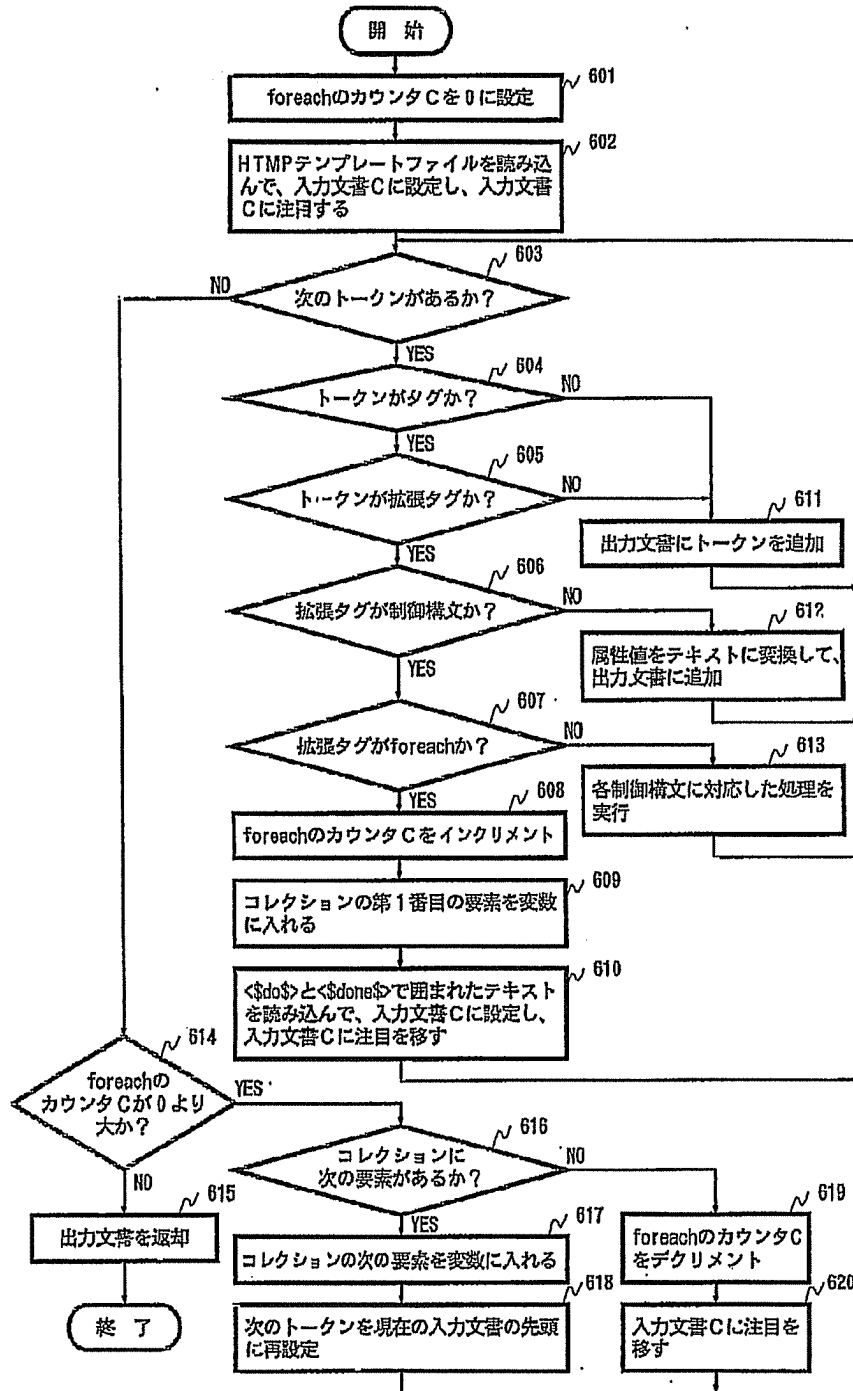 開 始
601
foreachのカウンタCを0に設定
602
HTMPテンプレートファイルを読み込
んで、入力文書Cに設定し、入力文書
Cに注目する
603
NO
次のトークンがあるか?
YES
604
NO
トークンがタグか?
YES
605
NO
トークンが拡張タグか?
YES
611
出力文書にトークンを追加
606
NO
拡張タグが制御構文か?
YES
612
属性値をテキストに変換して、
出力文書に追加
607
NO
拡張タグがforeachか?
YES
613
各制御構文に対応した処理を
実行
608
foreachのカウンタCをインクリメント
609
コレクションの第1番目の要素を変数
に入れる
610
<$do$>と<$done$>で囲まれたテキスト
を読み込んで、入力文書Cに設定し、
入力文書Cに注目を移す
614
foreachの
カウンタCが0より
大か?
YES
NO
616
コレクションに
次の要素があるか?
NO
YES
615
出力文書を返却
617
コレクションの次の要素を変数に入れる
619
foreachのカウンタC
をデクリメント
618
次のトークンを現在の入力文書の先頭
に再設定
620
入力文書Cに注目を
移す
終 了